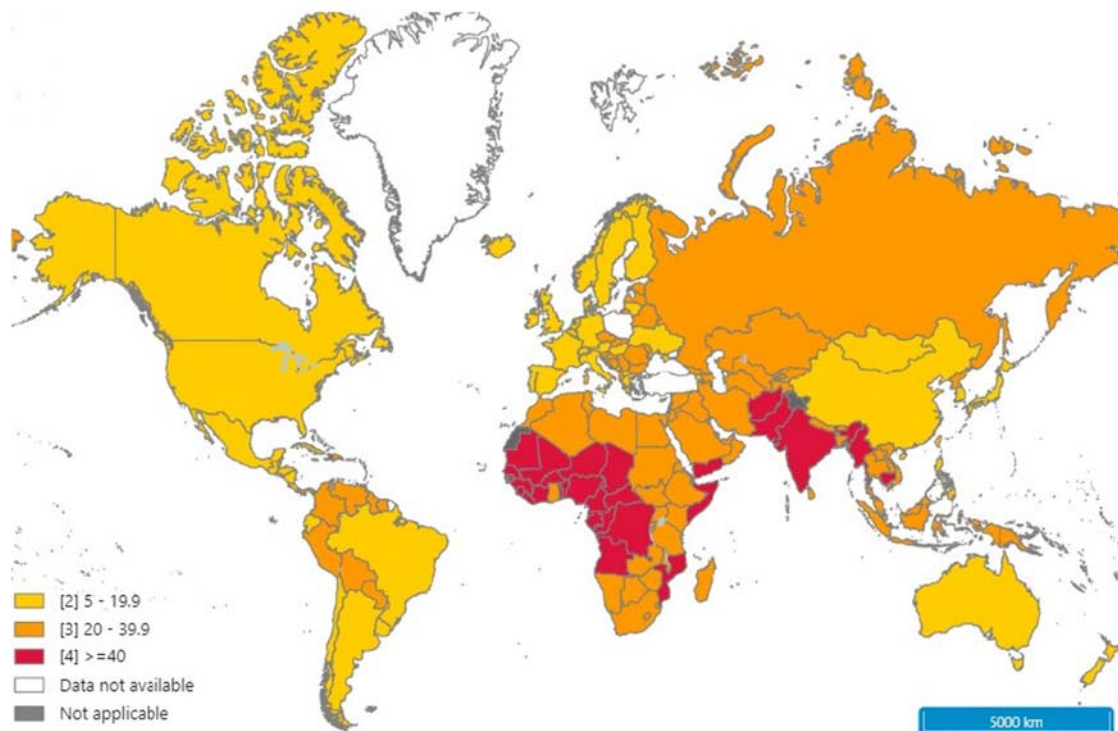 [2] 5 - 19.9
[3] 20 - 39.9
[4] >=40
Data not available
Not applicable
5000 km